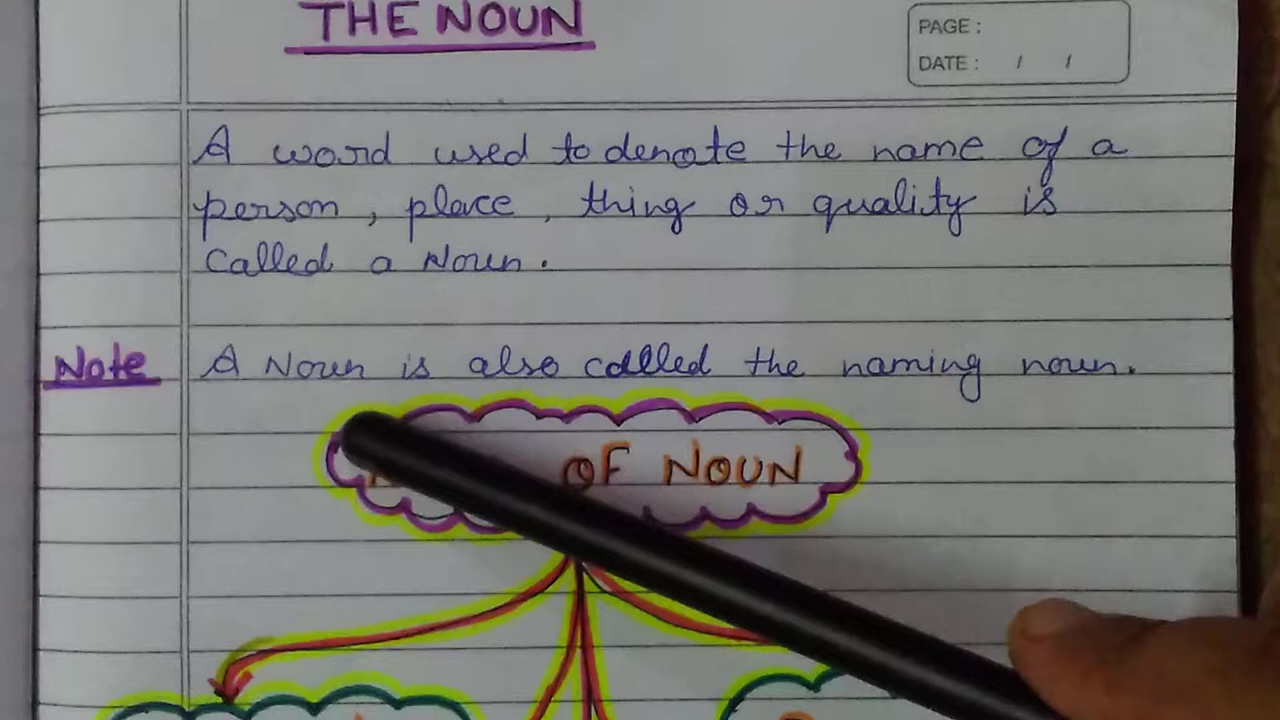 THE NOUN
PAGE :
DATE : / /
A word used to denote the name of a
person, place, thing or quality is
called a Noun.
Note A Noun is also called the naming noun.
OF NOUN